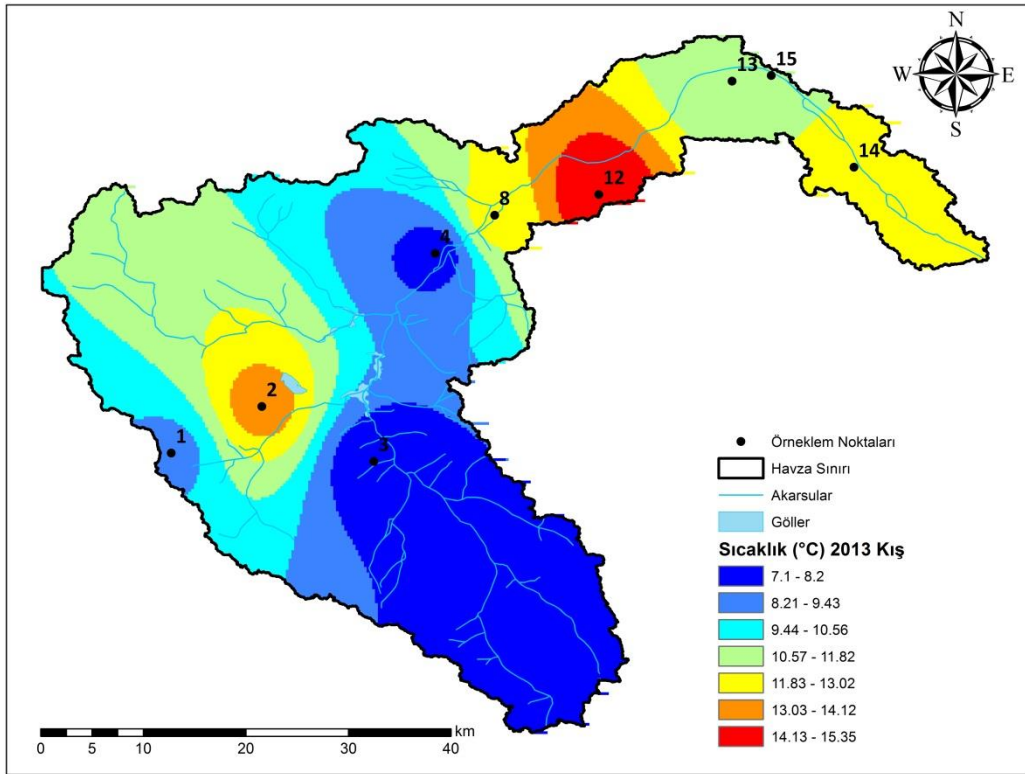 N
W E
S
13
15
14
12
8
4
2
1
3
Örneklem Noktaları
Havza Sınırı
Akarsular
Göller
Sıcaklık (°C) 2013 Kış
7.1 - 8.2
8.21 - 9.43
9.44 - 10.56
10.57 - 11.82
11.83 - 13.02
13.03 - 14.12
14.13 - 15.35
km
0 5 10 20 30 40